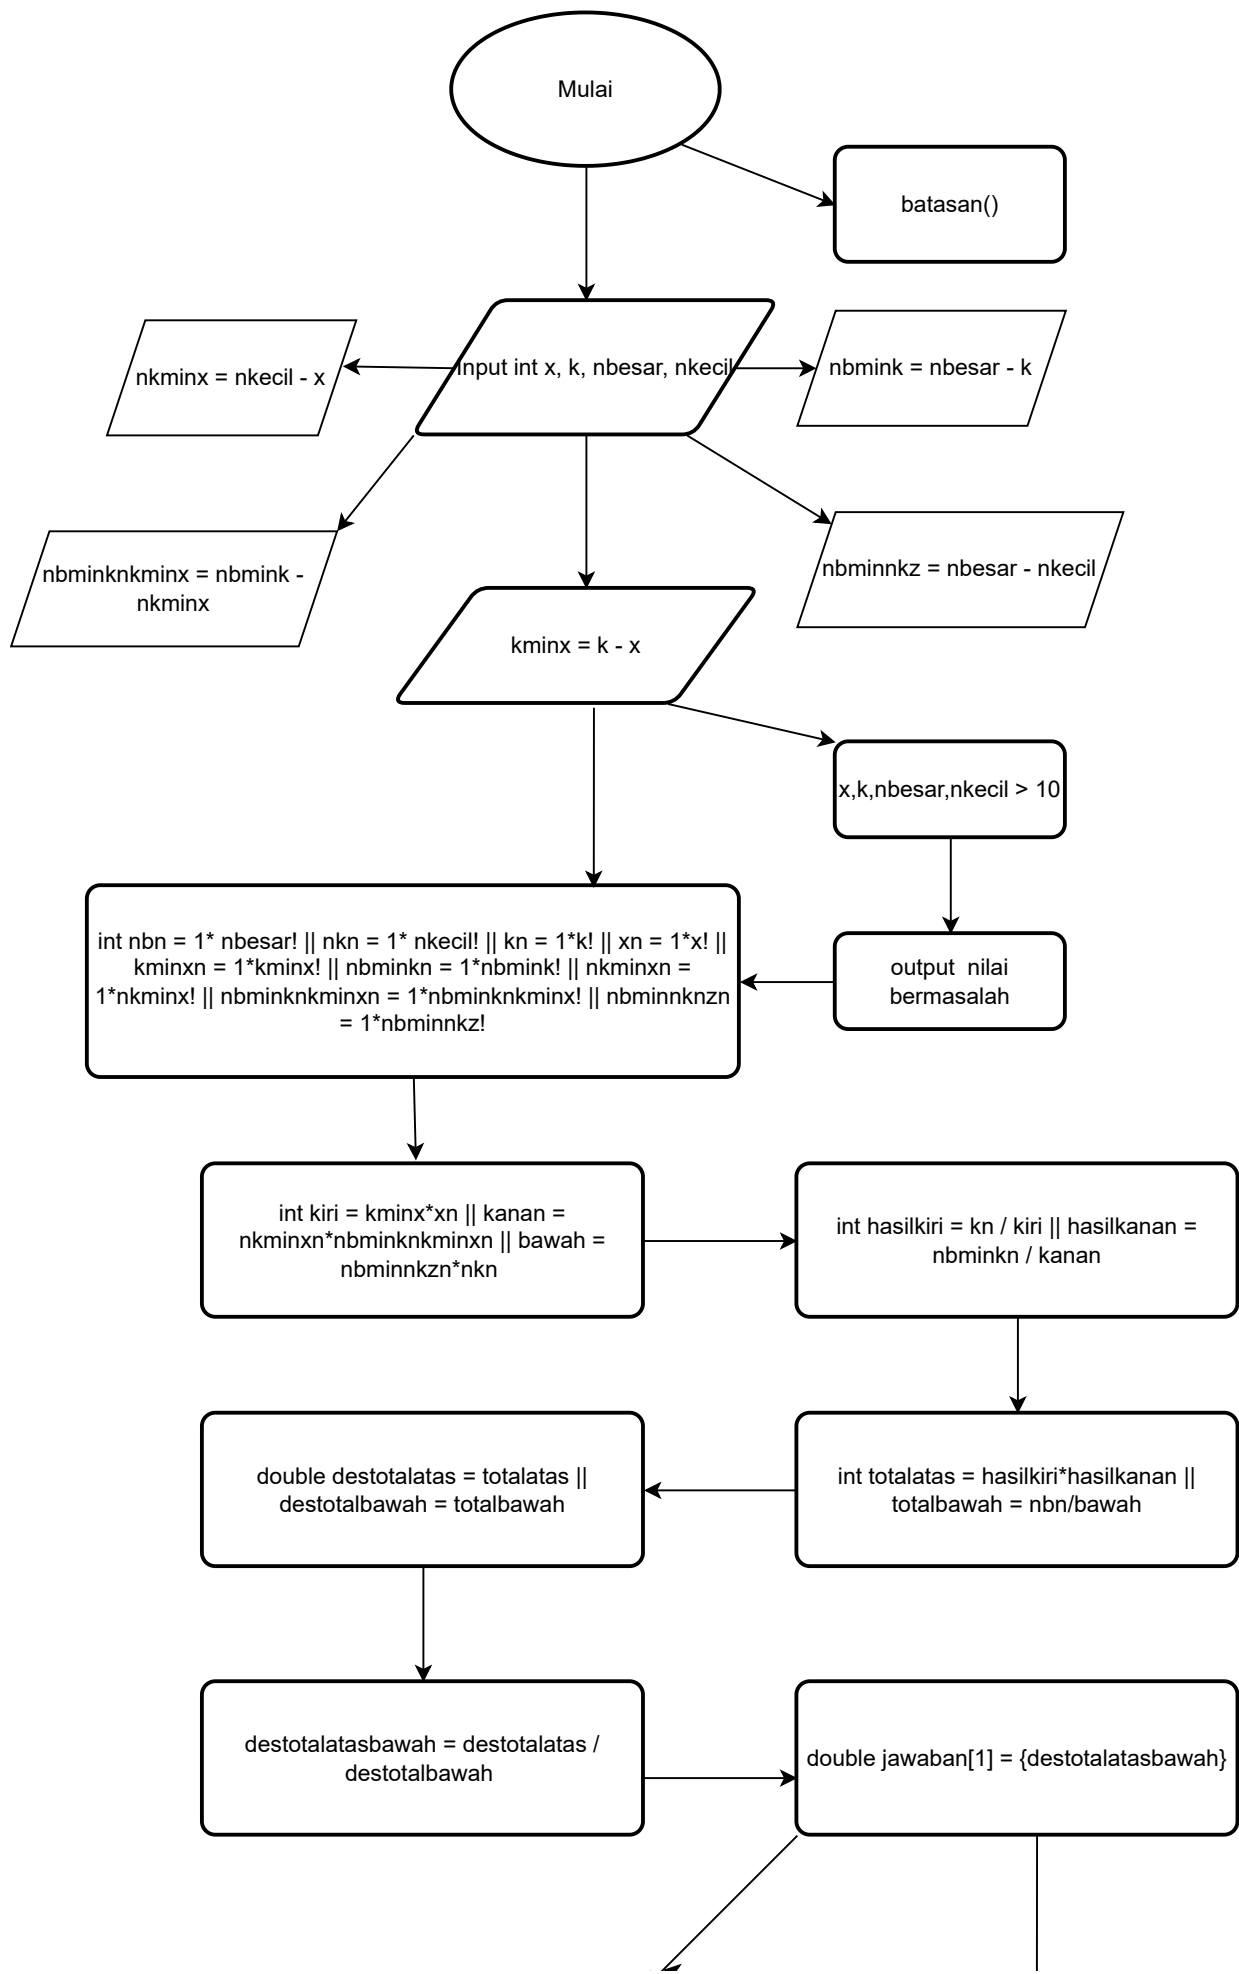 Mulai
batasan()
nkminx = nkecil - x
Input int x, k, nbesar, nkecil
nbmink = nbesar - k
nbminknkminx = nbmink -
nkminx
nbminnkz = nbesar - nkecil
kminx = k - x
x,k,nbesar,nkecil > 10
int nbn = 1* nbesar! || nkn = 1* nkecil! || kn = 1*k! || xn = 1*x! ||
kminxn = 1*kminx! || nbminkn = 1*nbmink! || nkminxn =
1*nkminx! || nbminknkminxn = 1*nbminknkminx! || nbminnknzn
= 1*nbminnkz!
output nilai
bermasalah
int kiri = kminx*xn || kanan =
nkminxn*nbminknkminxn || bawah =
nbminnkzn*nkn
int hasilkiri = kn / kiri || hasilkanan =
nbminkn / kanan
double destotalatas = totalatas ||
destotalbawah = totalbawah
int totalatas = hasilkiri*hasilkanan ||
totalbawah = nbn/bawah
destotalatasbawah = destotalatas /
destotalbawah
double jawaban[1] = {destotalatasbawah}